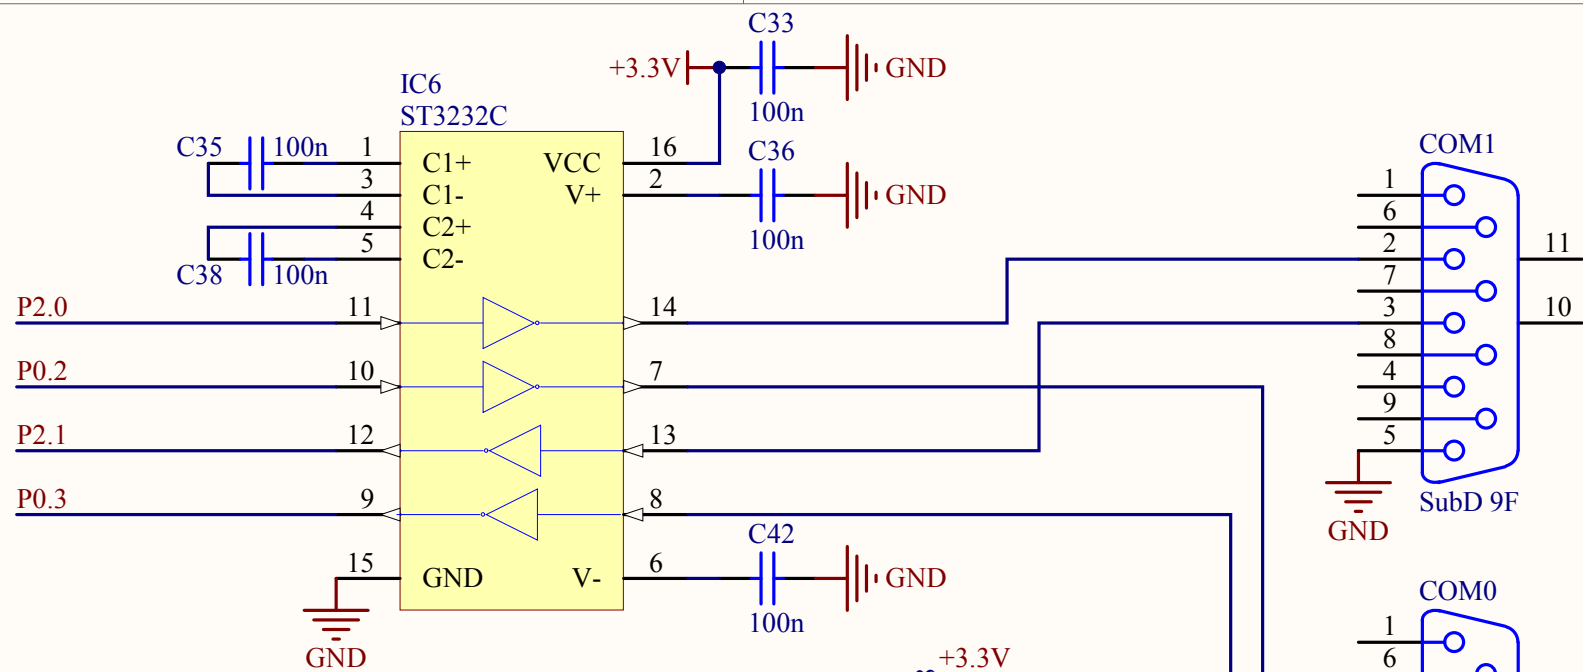 C33
+3.3V
GND
100n
IC6
ST3232C
C35
100n
1
C1+
VCC
16
C36
3
C1-
V+
2
GND
100n
4
C2+
5
C2-
C38
100n
COM1
1
6
2
11
7
3
10
8
4
9
5
SubD 9F
GND
P2.0
11
14
P0.2
10
7
P2.1
12
13
P0.3
9
8
C42
15
GND
V-
6
GND
100n
GND
+3.3V
COM0
1
6